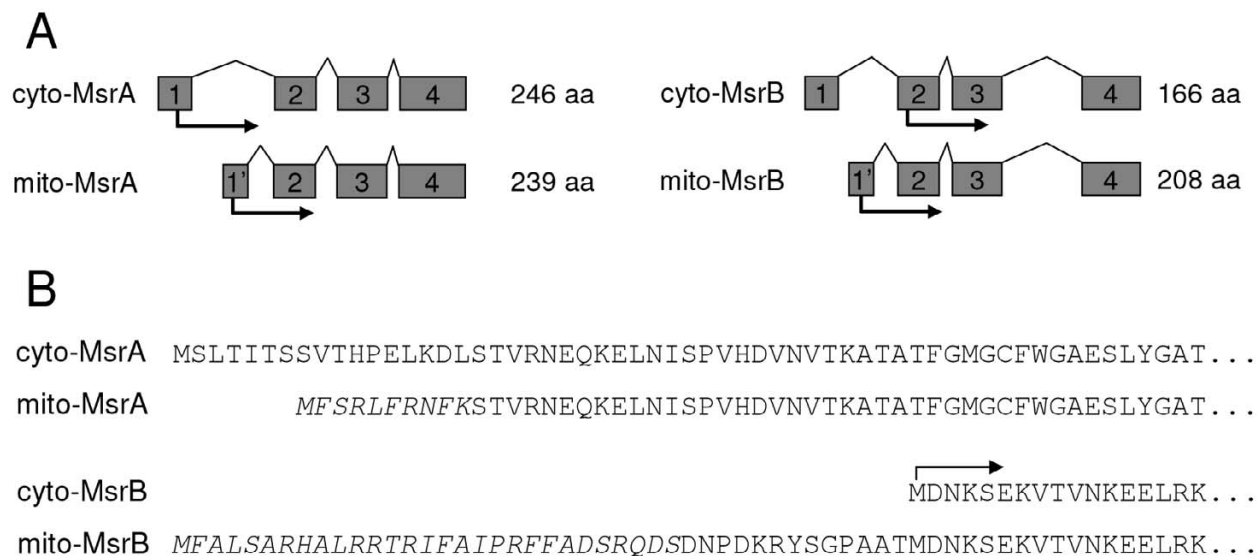 A
cyto-MsrA 1 2 3 4 246 aa cyto-MsrB 1 2 3 4 166 aa
mito-MsrA 1' 2 3 4 239 aa mito-MsrB 1' 2 3 4 208 aa
B
cyto-MsrA MSLTITSSVTHPELKDLSTVRNEQKELNISPVHDVNVTKATATFGMGCFWGAESLYGAT...
mito-MsrA MFSRLFRNFKSTVRNEQKELNISPVHDVNVTKATATFGMGCFWGAESLYGAT...
cyto-MsrB MDNKSEKVTVNKEELRK...
mito-MsrB MFALSARHALRRTRIFAIPRFFADSRQDSDNPDKRYSGPAATMDNKSEKVTVNKEELRK...